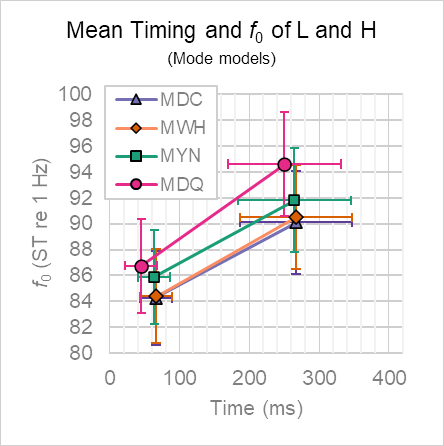 Mean Timing and f₀ of L and H
(Mode models)
MDC
MWH
MYN
MDQ
f₀ (ST re 1 Hz)
100
98
96
94
92
90
88
86
84
82
80
0 100 200 300 400
Time (ms)